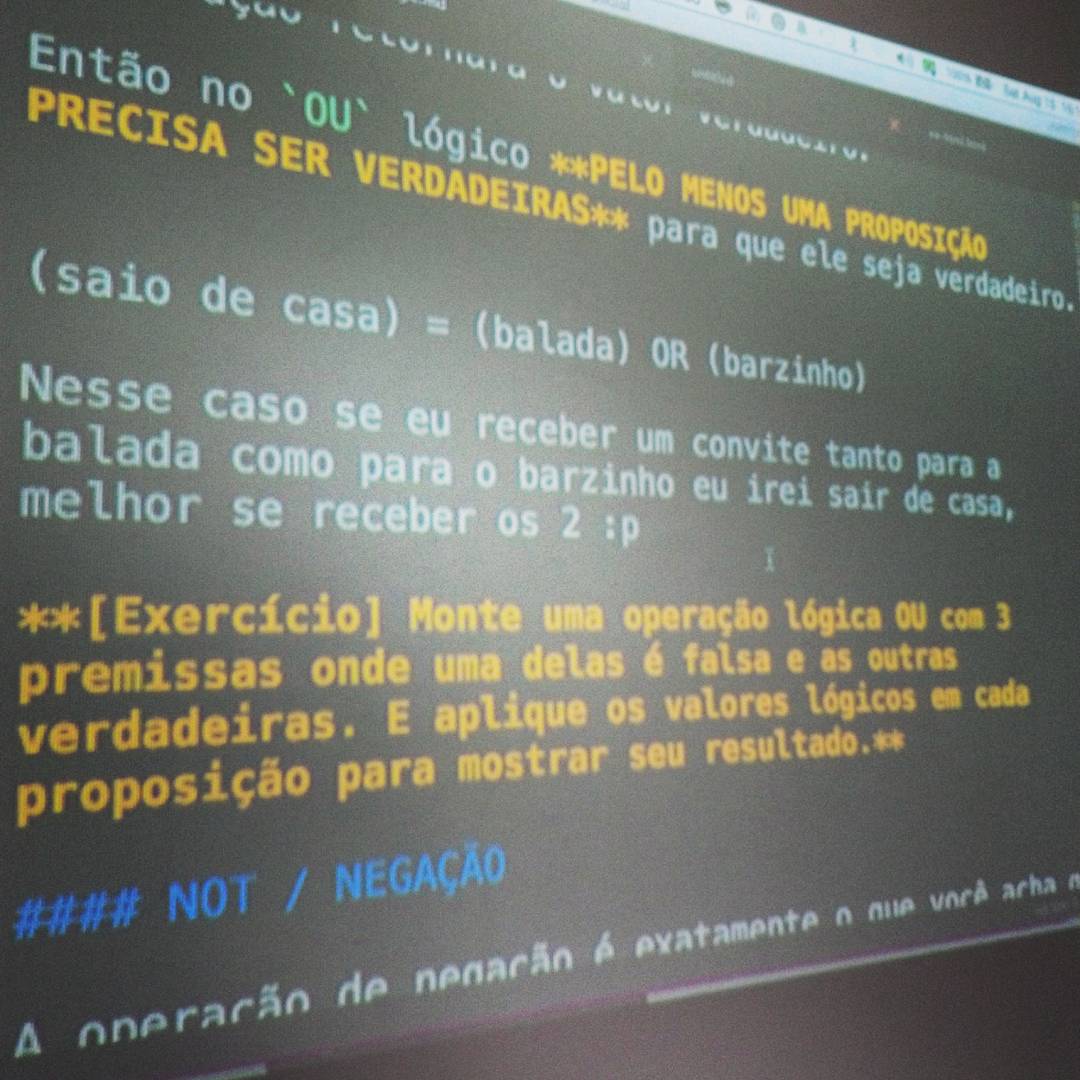 ação retornará o valor verdadeiro.
Então no `OU` lógico **PELO MENOS UMA PROPOSIÇÃO
PRECISA SER VERDADEIRAS** para que ele seja verdadeiro.
(saio de casa) = (balada) OR (barzinho)
Nesse caso se eu receber um convite tanto para a
balada como para o barzinho eu irei sair de casa,
melhor se receber os 2 :p
**[Exercício] Monte uma operação lógica OU com 3
premissas onde uma delas é falsa e as outras
verdadeiras. E aplique os valores lógicos em cada
proposição para mostrar seu resultado.**
#### NOT / NEGAÇÃO
A operação de negação é exatamente o que você acha